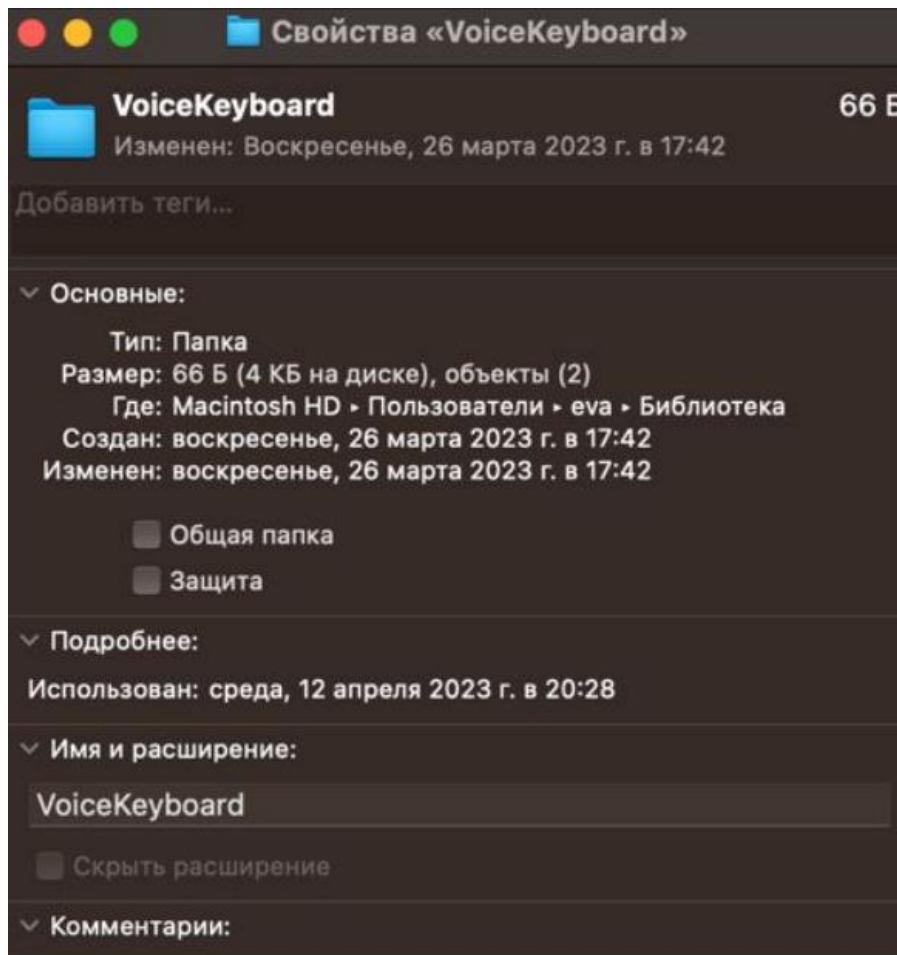 Свойства «VoiceKeyboard»
VoiceKeyboard 66 Б
Изменен: Воскресенье, 26 марта 2023 г. в 17:42
Добавить теги...
Основные:
Тип: Папка
Размер: 66 Б (4 КБ на диске), объекты (2)
Где: Macintosh HD ▸ Пользователи ▸ eva ▸ Библиотека
Создан: воскресенье, 26 марта 2023 г. в 17:42
Изменен: воскресенье, 26 марта 2023 г. в 17:42
Общая папка
Защита
Подробнее:
Использован: среда, 12 апреля 2023 г. в 20:28
Имя и расширение:
VoiceKeyboard
Скрыть расширение
Комментарии: